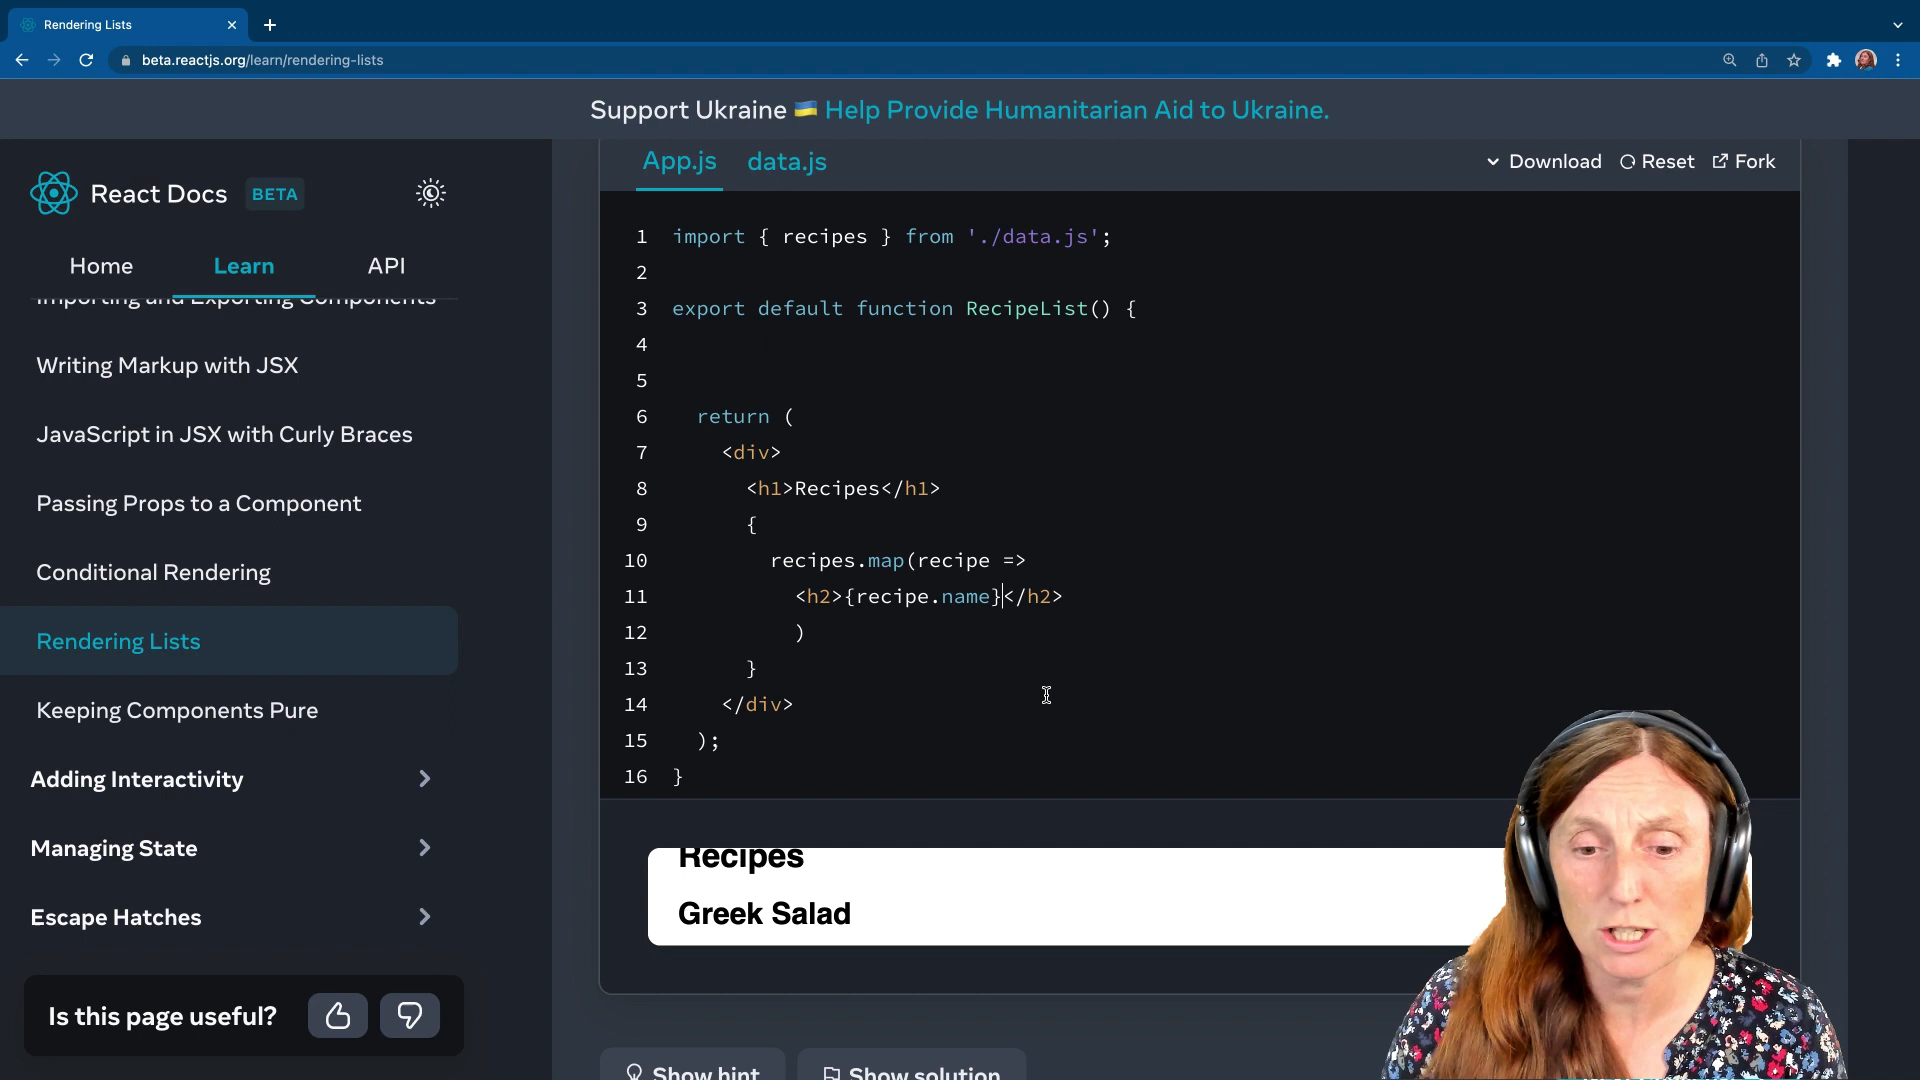 Rendering Lists
beta.reactjs.org/learn/rendering-lists
Support Ukraine Help Provide Humanitarian Aid to Ukraine.
React Docs BETA
Home Learn API
Importing and Exporting Components
Writing Markup with JSX
JavaScript in JSX with Curly Braces
Passing Props to a Component
Conditional Rendering
Rendering Lists
Keeping Components Pure
Adding Interactivity
Managing State
Escape Hatches
Is this page useful?
App.js data.js Download Reset Fork
1 import { recipes } from './data.js';
2
3 export default function RecipeList() {
4
5
6 return (
7 <div>
8 <h1>Recipes</h1>
9 {
10 recipes.map(recipe =>
11 <h2>{recipe.name}</h2>
12 )
13 }
14 </div>
15 );
16 }
Recipes
Greek Salad
Show hint Show solution